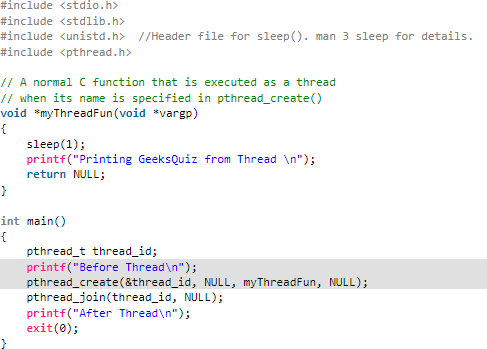 #include <stdio.h>
#include <stdlib.h>
#include <unistd.h>  //Header file for sleep(). man 3 sleep for details.
#include <pthread.h>

// A normal C function that is executed as a thread
// when its name is specified in pthread_create()
void *myThreadFun(void *vargp)
{
    sleep(1);
    printf("Printing GeeksQuiz from Thread \n");
    return NULL;
}

int main()
{
    pthread_t thread_id;
    printf("Before Thread\n");
    pthread_create(&thread_id, NULL, myThreadFun, NULL);
    pthread_join(thread_id, NULL);
    printf("After Thread\n");
    exit(0);
}